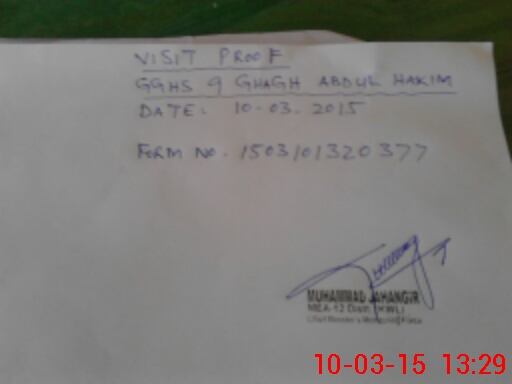 VISIT PROOF
GGHS 9 GHAGH ABDUL HAKIM
DATE: 10-03.2015
FORM NO. 1503101320377
MUHAMMAD JAHANGIR
MEA-12 Distt (KWL)
10-03-15 13:29